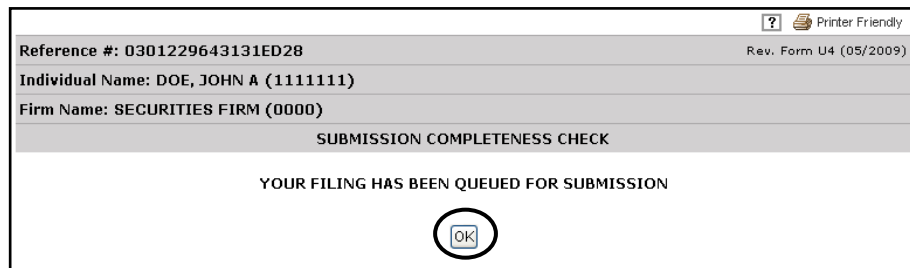 ? Printer Friendly
Reference #: 0301229643131ED28 Rev. Form U4 (05/2009)
Individual Name: DOE, JOHN A (1111111)
Firm Name: SECURITIES FIRM (0000)
SUBMISSION COMPLETENESS CHECK
YOUR FILING HAS BEEN QUEUED FOR SUBMISSION
OK